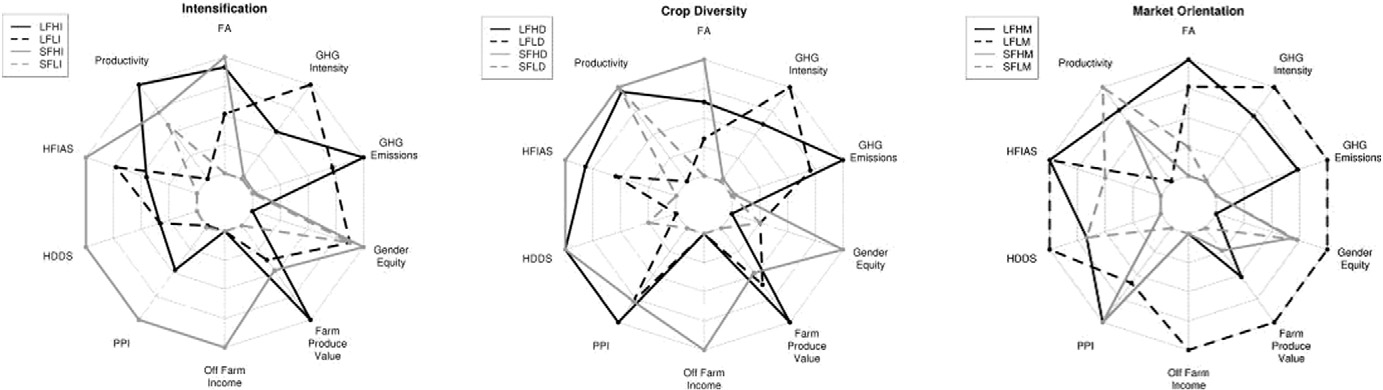 Intensification
LFHI
LFLI
SFHI
SFLI
FA
GHG
Intensity
GHG
Emissions
Gender
Equity
Farm
Produce
Value
Off Farm
Income
PPI
HDDS
HFIAS
Productivity
Crop Diversity
LFHD
LFLD
SFHD
SFLD
FA
GHG
Intensity
GHG
Emissions
Gender
Equity
Farm
Produce
Value
Off Farm
Income
PPI
HDDS
HFIAS
Productivity
Market Orientation
LFHM
LFLM
SFHM
SFLM
FA
GHG
Intensity
GHG
Emissions
Gender
Equity
Farm
Produce
Value
Off Farm
Income
PPI
HDDS
HFIAS
Productivity